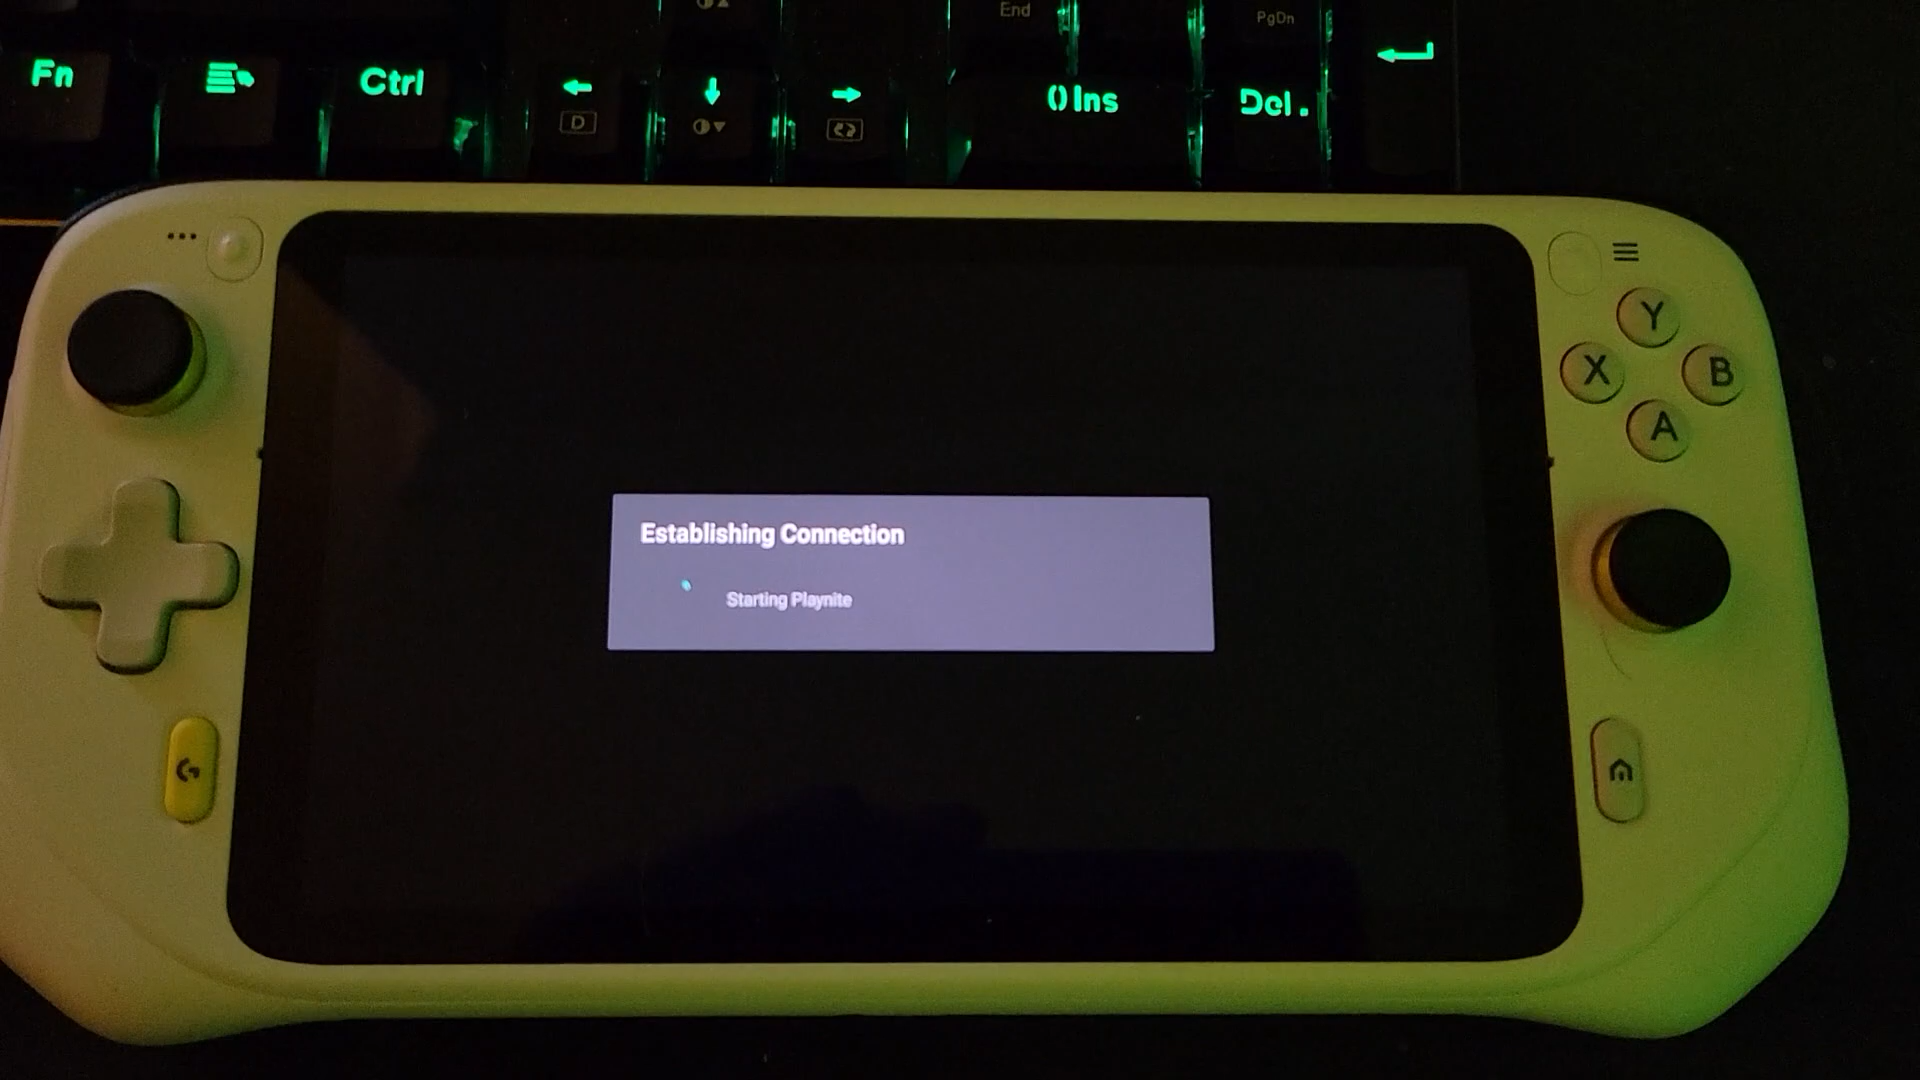 End
PgDn
Fn
Ctrl
0 Ins
Del .
D
Y
X
B
A
Establishing Connection
Starting Playnite
G